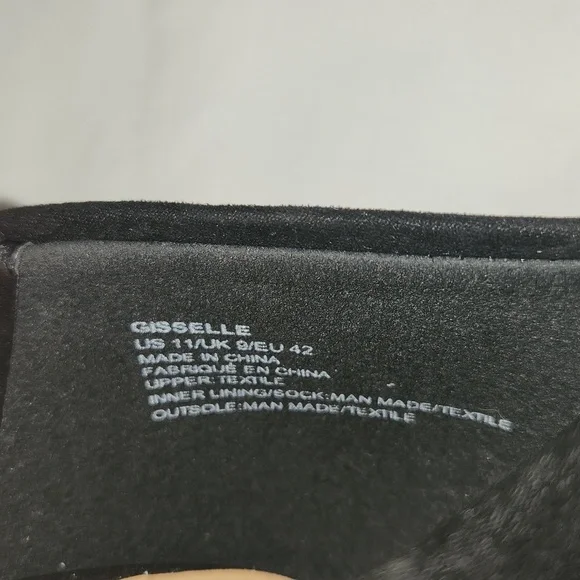 GISSELLE
US 11/UK 9/EU 42
MADE IN CHINA
FABRIQUÉ EN CHINA
UPPER:TEXTILE
INNER LINING/SOCK:MAN MADE/TEXTILE
OUTSOLE:MAN MADE/TEXTILE